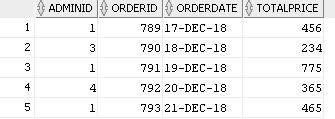 ADMINID ORDERID ORDERDATE TOTALPRICE
1 1 789 17-DEC-18 456
2 3 790 18-DEC-18 234
3 1 791 19-DEC-18 775
4 4 792 20-DEC-18 365
5 1 793 21-DEC-18 465